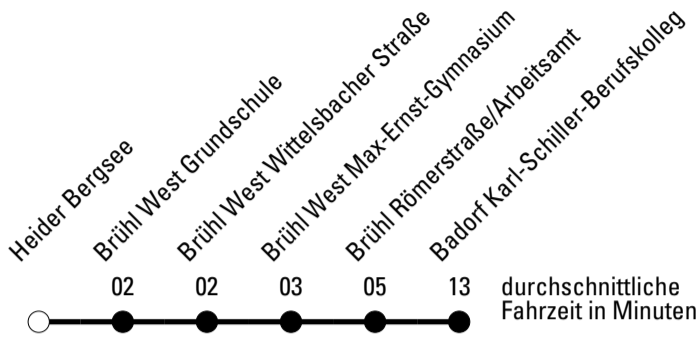 Heider Bergsee
Brühl West Grundschule
Brühl West Wittelsbacher Straße
Brühl West Max-Ernst-Gymnasium
Brühl Römerstraße/Arbeitsamt
Badorf Karl-Schiller-Berufskolleg
02 02 03 05 13
durchschnittliche
Fahrzeit in Minuten